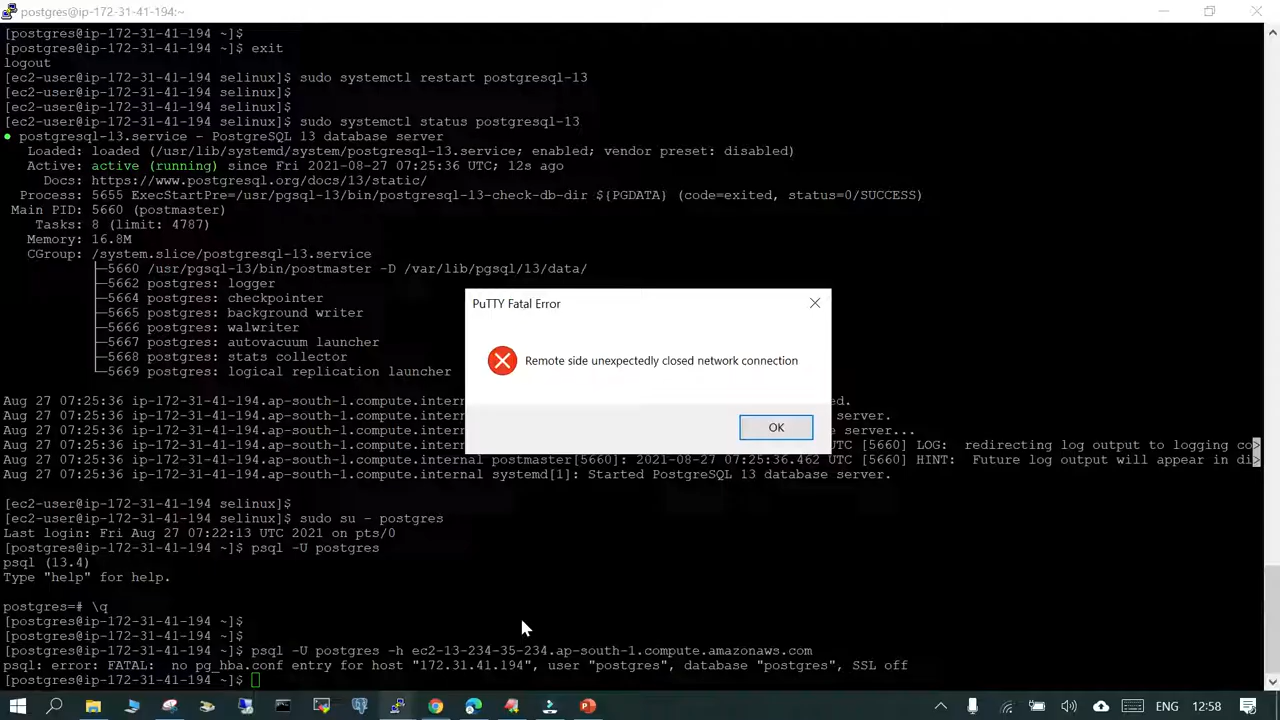 postgres@ip-172-31-41-194:~
[postgres@ip-172-31-41-194 ~]$
[postgres@ip-172-31-41-194 ~]$ exit
logout
[ec2-user@ip-172-31-41-194 selinux]$ sudo systemctl restart postgresql-13
[ec2-user@ip-172-31-41-194 selinux]$
[ec2-user@ip-172-31-41-194 selinux]$
[ec2-user@ip-172-31-41-194 selinux]$ sudo systemctl status postgresql-13
● postgresql-13.service - PostgreSQL 13 database server
Loaded: loaded (/usr/lib/systemd/system/postgresql-13.service; enabled; vendor preset: disabled)
Active: active (running) since Fri 2021-08-27 07:25:36 UTC; 12s ago
Docs: https://www.postgresql.org/docs/13/static/
Process: 5655 ExecStartPre=/usr/pgsql-13/bin/postgresql-13-check-db-dir ${PGDATA} (code=exited, status=0/SUCCESS)
Main PID: 5660 (postmaster)
Tasks: 8 (limit: 4787)
Memory: 16.8M
CGroup: /system.slice/postgresql-13.service
├─5660 /usr/pgsql-13/bin/postmaster -D /var/lib/pgsql/13/data/
├─5662 postgres: logger
├─5664 postgres: checkpointer
├─5665 postgres: background writer
├─5666 postgres: walwriter
├─5667 postgres: autovacuum launcher
├─5668 postgres: stats collector
└─5669 postgres: logical replication launcher
PuTTY Fatal Error
Remote side unexpectedly closed network connection
OK
Aug 27 07:25:36 ip-172-31-41-194.ap-south-1.compute.internal ed.
Aug 27 07:25:36 ip-172-31-41-194.ap-south-1.compute.internal server.
Aug 27 07:25:36 ip-172-31-41-194.ap-south-1.compute.internal e server...
Aug 27 07:25:36 ip-172-31-41-194.ap-south-1.compute.internal UTC [5660] LOG: redirecting log output to logging co>
Aug 27 07:25:36 ip-172-31-41-194.ap-south-1.compute.internal postmaster[5660]: 2021-08-27 07:25:36.462 UTC [5660] HINT: Future log output will appear in di>
Aug 27 07:25:36 ip-172-31-41-194.ap-south-1.compute.internal systemd[1]: Started PostgreSQL 13 database server.
[ec2-user@ip-172-31-41-194 selinux]$
[ec2-user@ip-172-31-41-194 selinux]$ sudo su - postgres
Last login: Fri Aug 27 07:22:13 UTC 2021 on pts/0
[postgres@ip-172-31-41-194 ~]$ psql -U postgres
psql (13.4)
Type "help" for help.
postgres=# \q
[postgres@ip-172-31-41-194 ~]$
[postgres@ip-172-31-41-194 ~]$
[postgres@ip-172-31-41-194 ~]$ psql -U postgres -h ec2-13-234-35-234.ap-south-1.compute.amazonaws.com
psql: error: FATAL: no pg_hba.conf entry for host "172.31.41.194", user "postgres", database "postgres", SSL off
[postgres@ip-172-31-41-194 ~]$
ENG 12:58